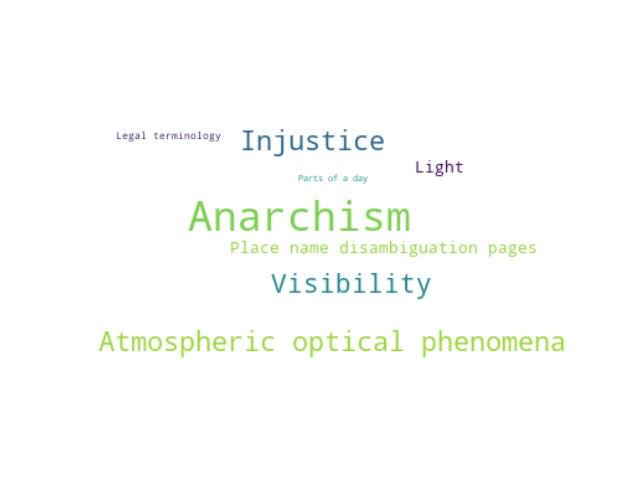 Legal terminology
Injustice
Light
Parts of a day
Anarchism
Place name disambiguation pages
Visibility
Atmospheric optical phenomena